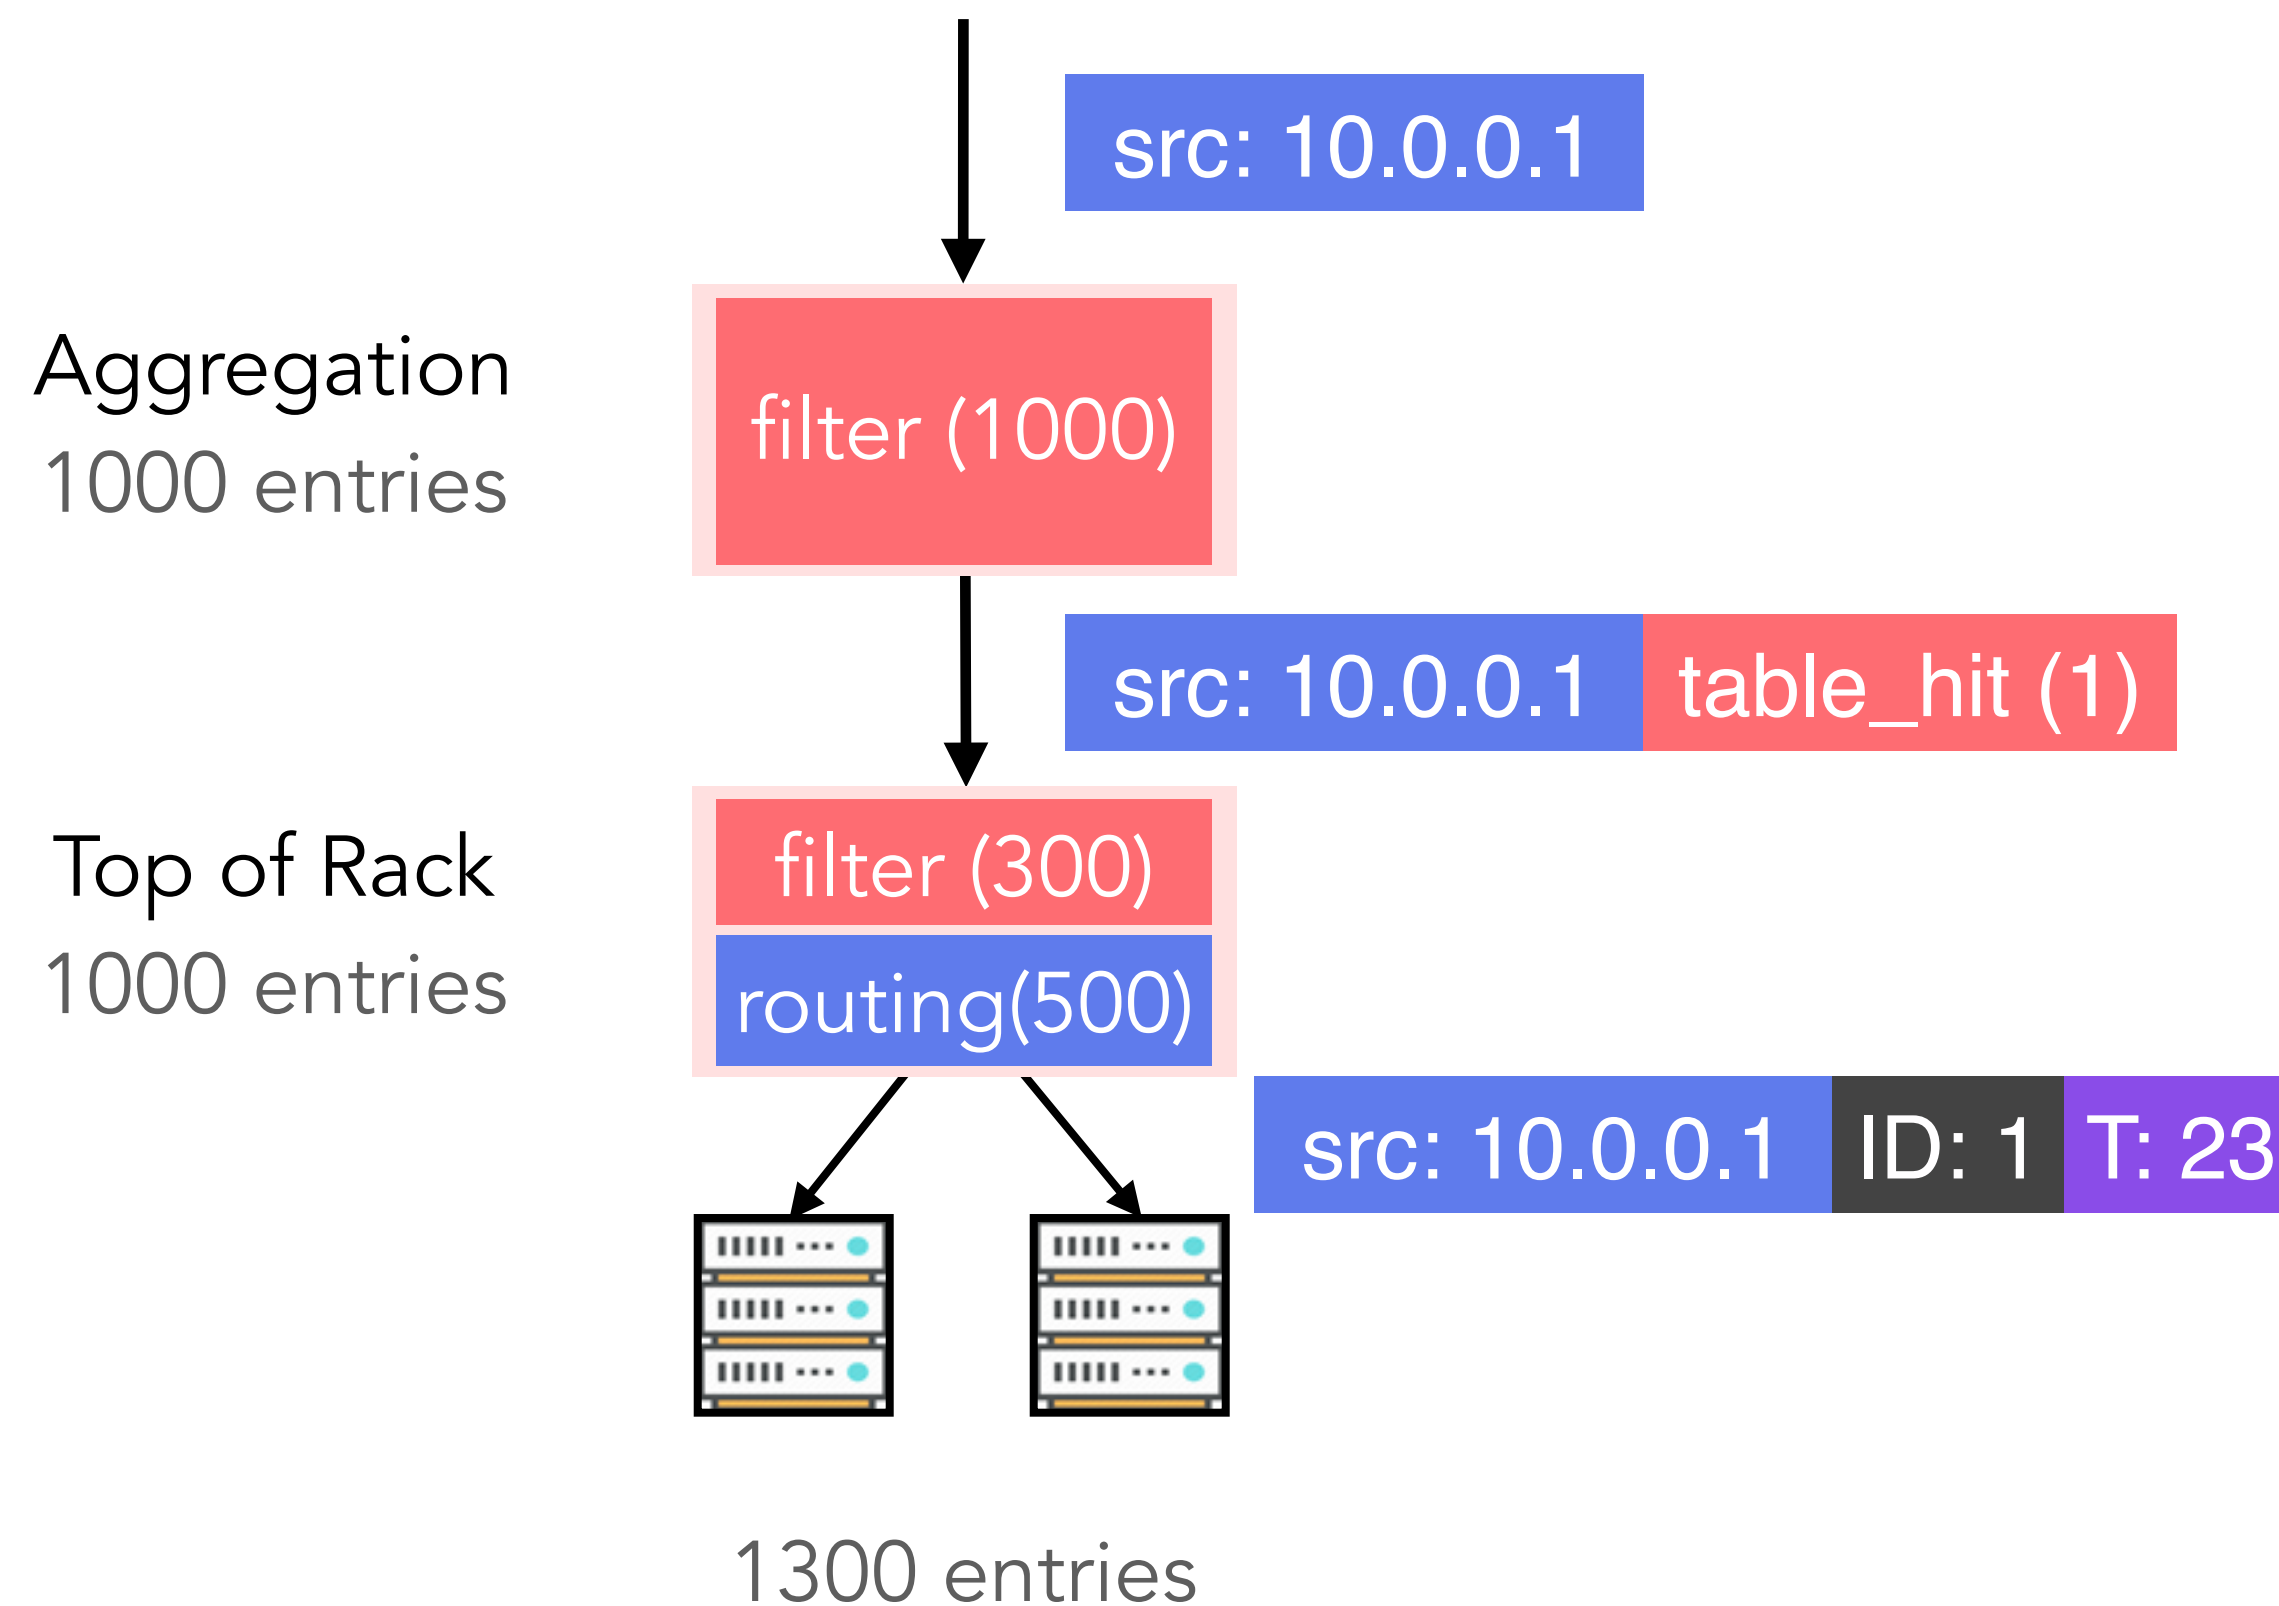 src: 10.0.0.1
Aggregation
1000 entries
filter (1000)
src: 10.0.0.1 table_hit (1)
Top of Rack
1000 entries
filter (300)
routing(500)
src: 10.0.0.1 ID: 1 T: 23
1300 entries